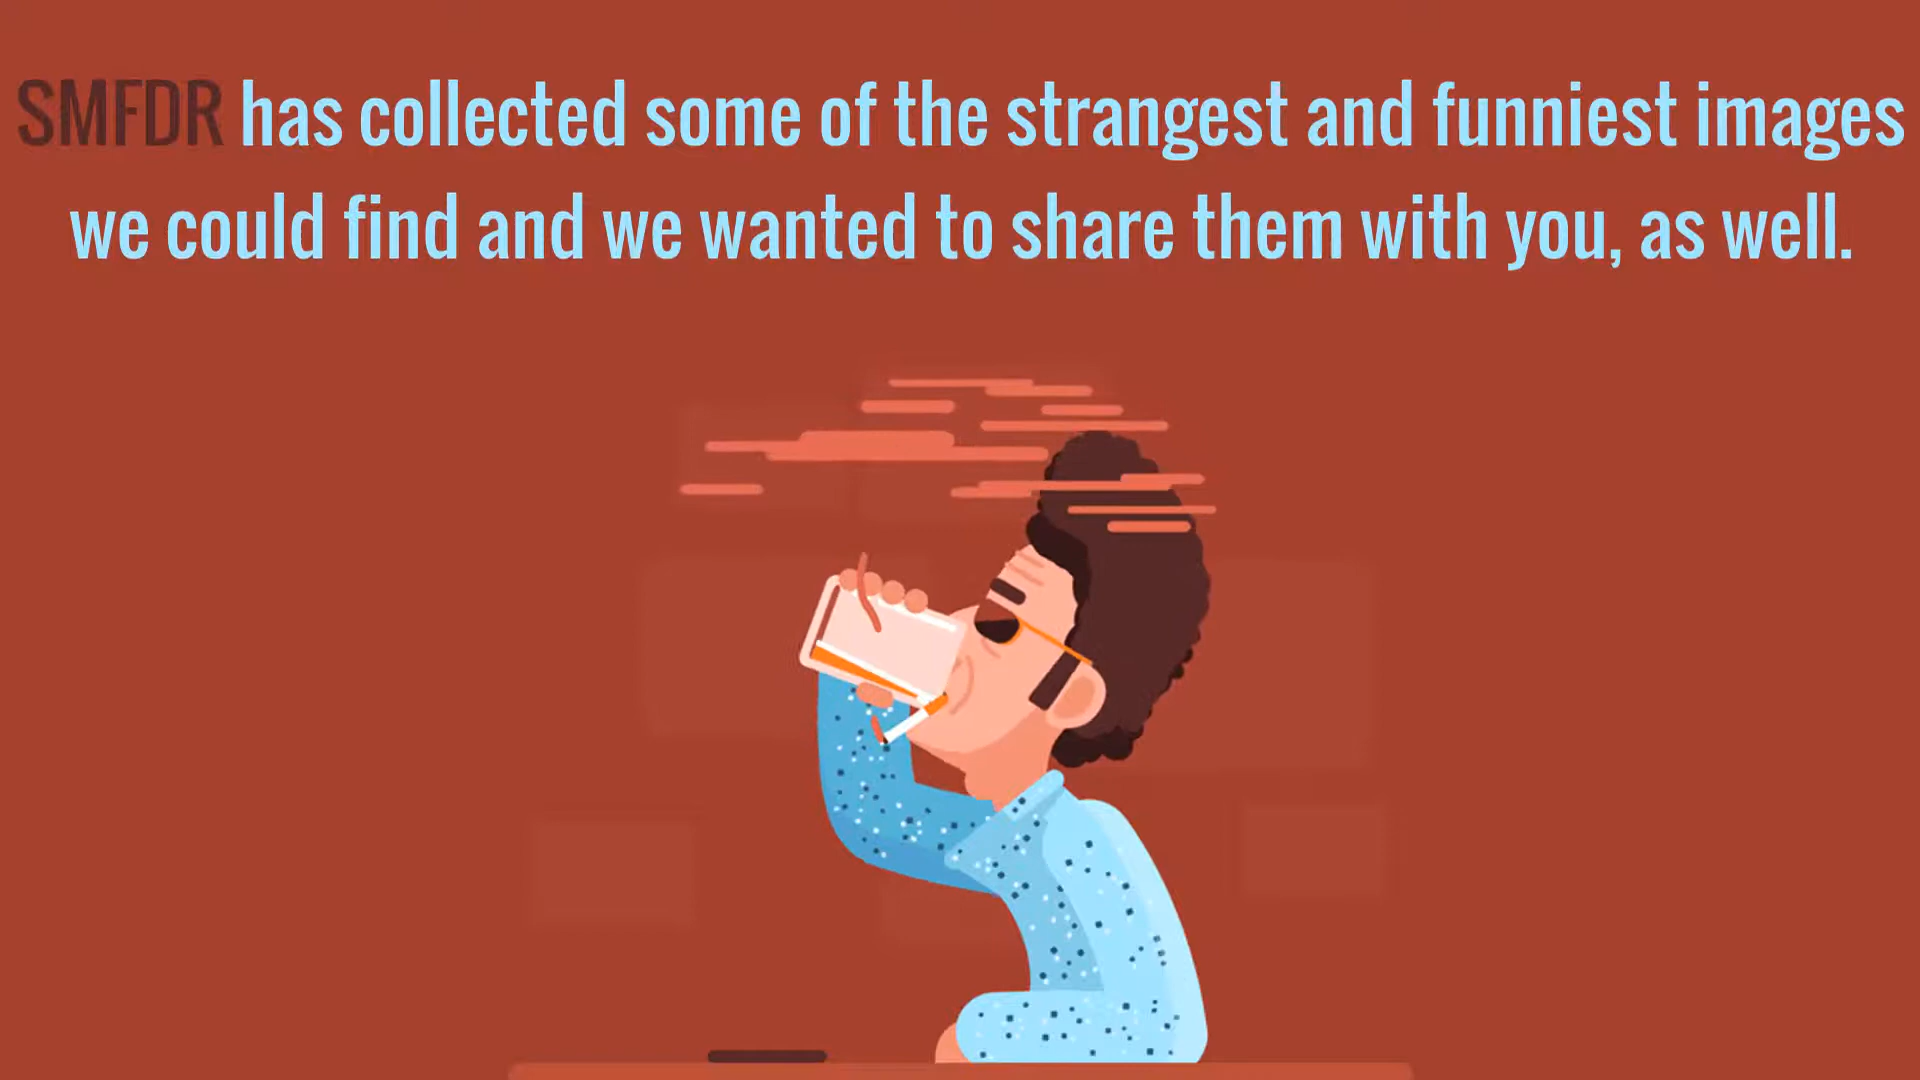 SMFDR has collected some of the strangest and funniest images
we could find and we wanted to share them with you, as well.